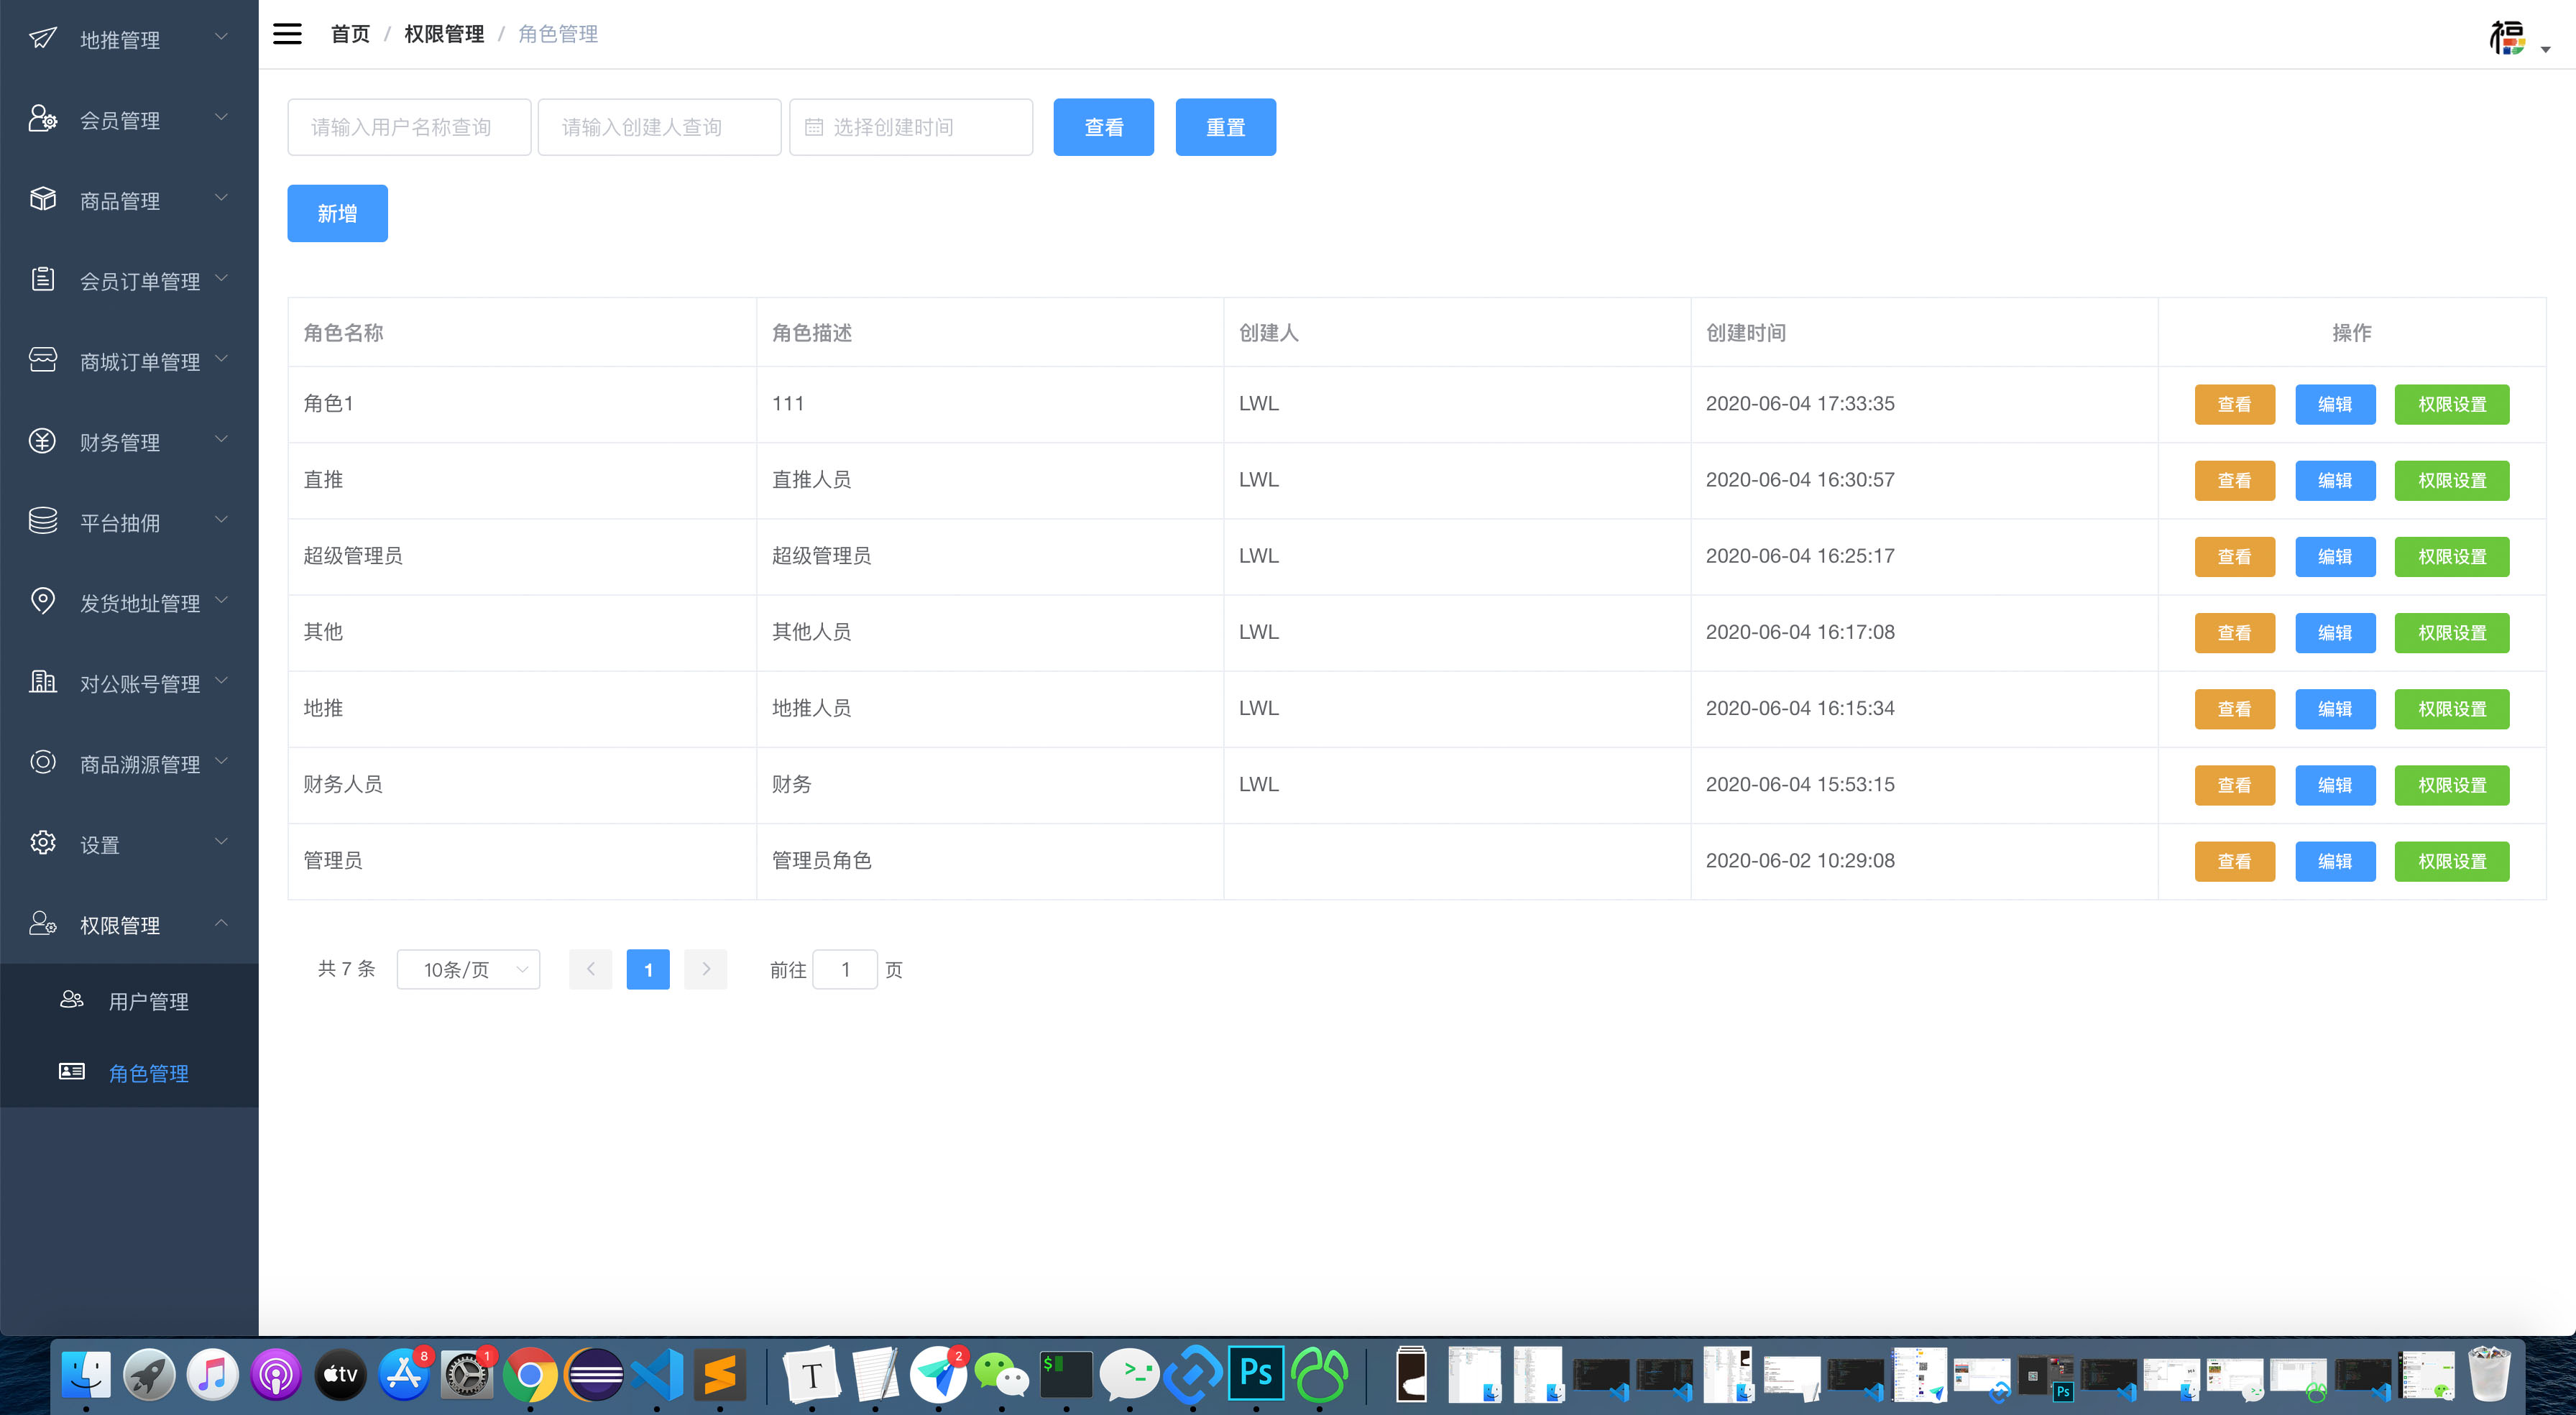 首页 / 权限管理 / 角色管理
福
地推管理
会员管理
商品管理
会员订单管理
商城订单管理
财务管理
平台抽佣
发货地址管理
对公账号管理
商品溯源管理
设置
权限管理
用户管理
角色管理
请输入用户名称查询 请输入创建人查询 选择创建时间 查看 重置
新增
角色名称 角色描述 创建人 创建时间 操作
角色1 111 LWL 2020-06-04 17:33:35 查看 编辑 权限设置
直推 直推人员 LWL 2020-06-04 16:30:57 查看 编辑 权限设置
超级管理员 超级管理员 LWL 2020-06-04 16:25:17 查看 编辑 权限设置
其他 其他人员 LWL 2020-06-04 16:17:08 查看 编辑 权限设置
地推 地推人员 LWL 2020-06-04 16:15:34 查看 编辑 权限设置
财务人员 财务 LWL 2020-06-04 15:53:15 查看 编辑 权限设置
管理员 管理员角色 2020-06-02 10:29:08 查看 编辑 权限设置
共 7 条 10条/页 1 前往 1 页
tv 8 1 T 2 $ >_: Ps Ps